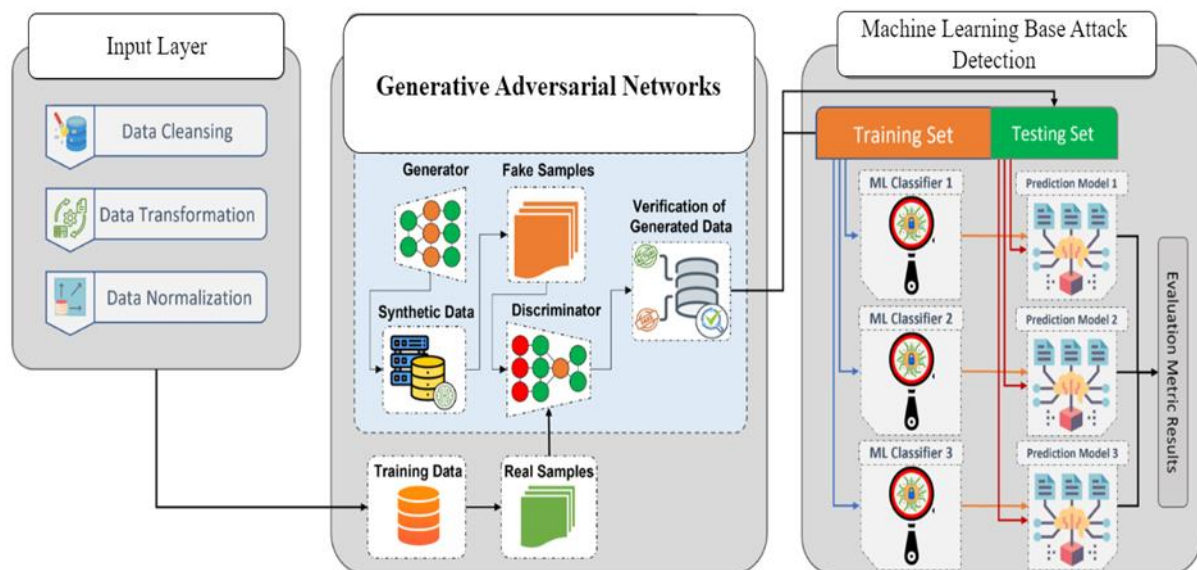 Input Layer
Data Cleansing
Data Transformation
Data Normalization
Generative Adversarial Networks
Generator
Fake Samples
Verification of
Generated Data
Synthetic Data
Discriminator
Training Data
Real Samples
Machine Learning Base Attack
Detection
Training Set
Testing Set
ML Classifier 1
Prediction Model 1
ML Classifier 2
Prediction Model 2
ML Classifier 3
Prediction Model 3
Evaluation Metric Results